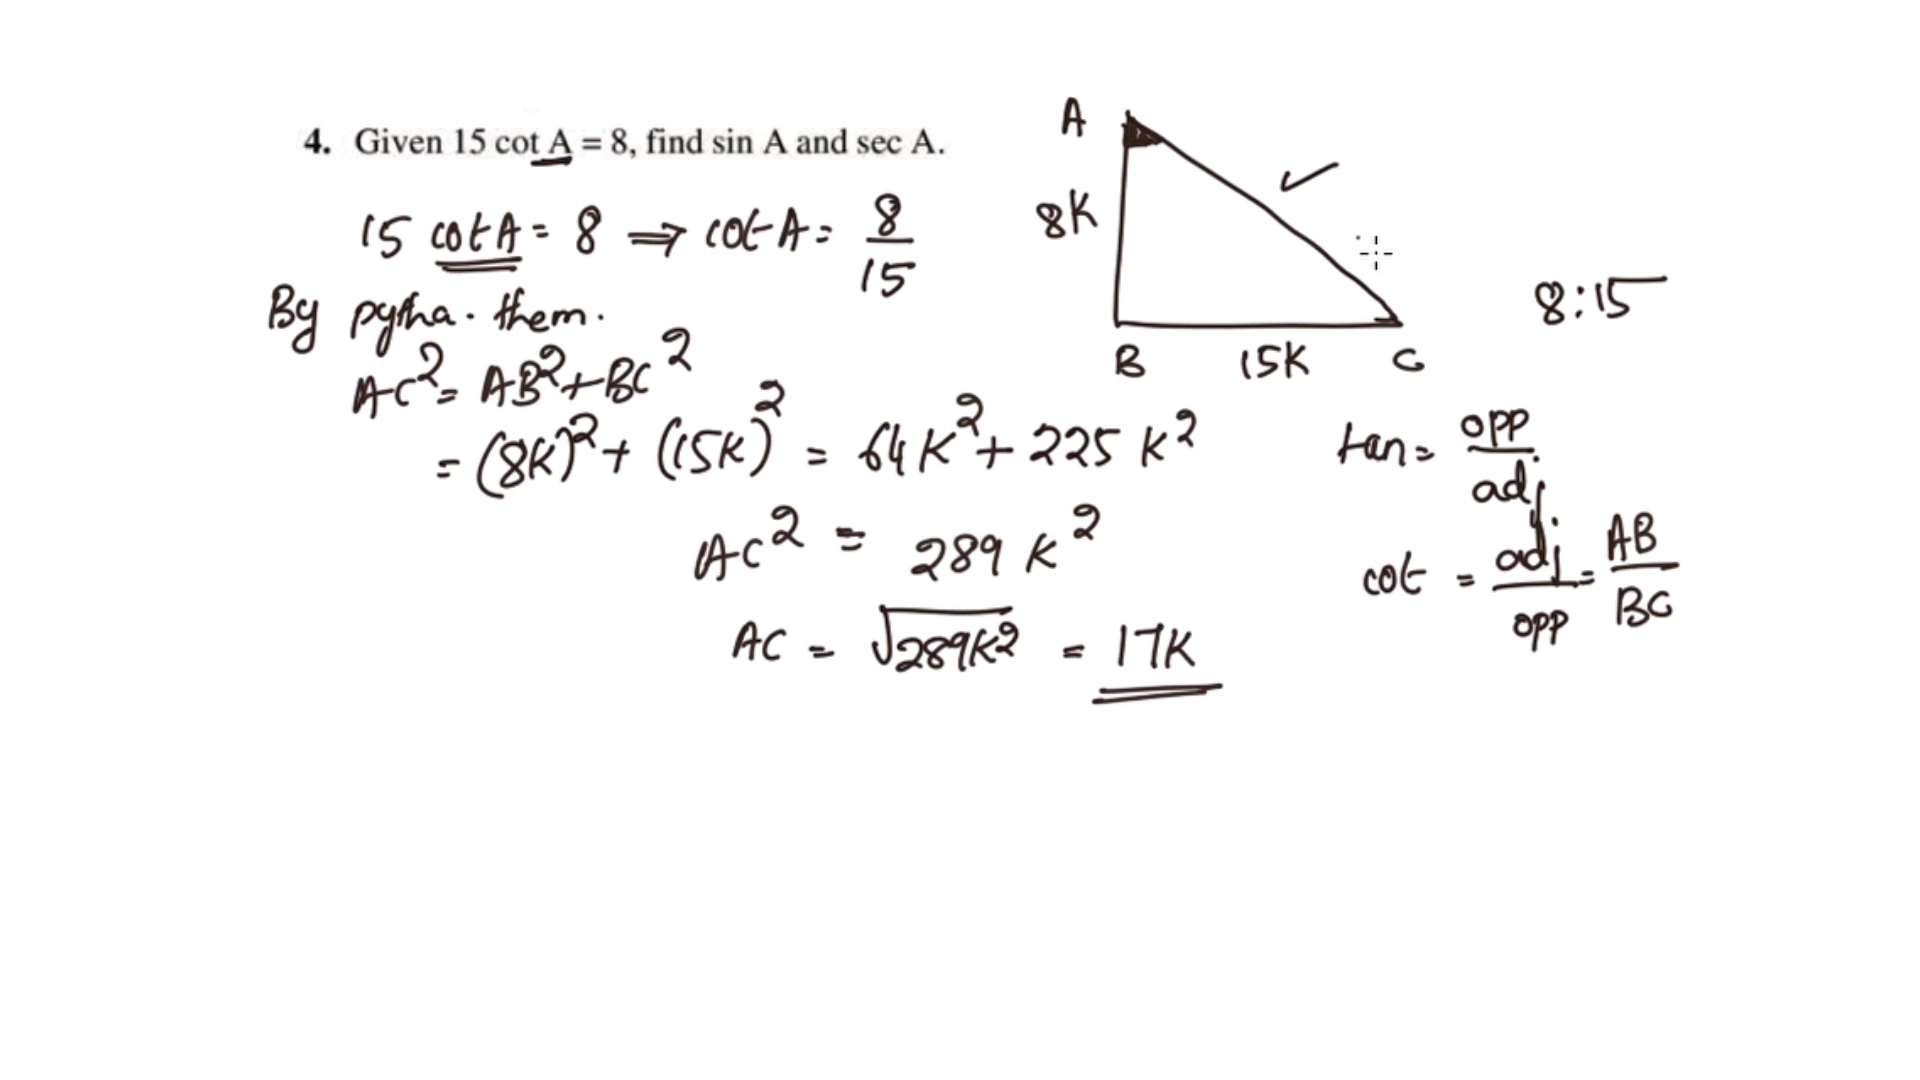 4. Given 15 cot A = 8, find sin A and sec A.
15 cot A = 8 ⇒ cot A = 8/15
By pytha. them.
AC² = AB² + BC²
= (8K)² + (15K)² = 64K² + 225K²
AC² = 289K²
AC = √289K² = 17K
A
8K
B 15K C
8:15
tan = opp/adj
cot = adj/opp = AB/BC